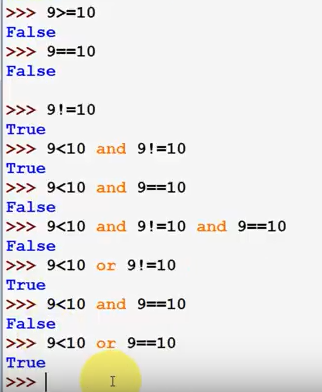 >>> 9>=10
False
>>> 9==10
False
>>> 9!=10
True
>>> 9<10 and 9!=10
True
>>> 9<10 and 9==10
False
>>> 9<10 and 9!=10 and 9==10
False
>>> 9<10 or 9!=10
True
>>> 9<10 and 9==10
False
>>> 9<10 or 9==10
True
>>>